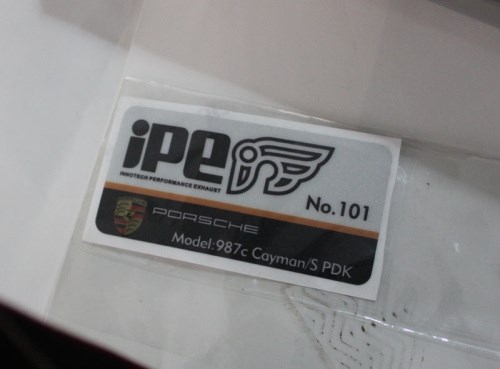 iPE
INNOTECH PERFORMANCE EXHAUST
No.101
PORSCHE
Model:987c Cayman/S PDK